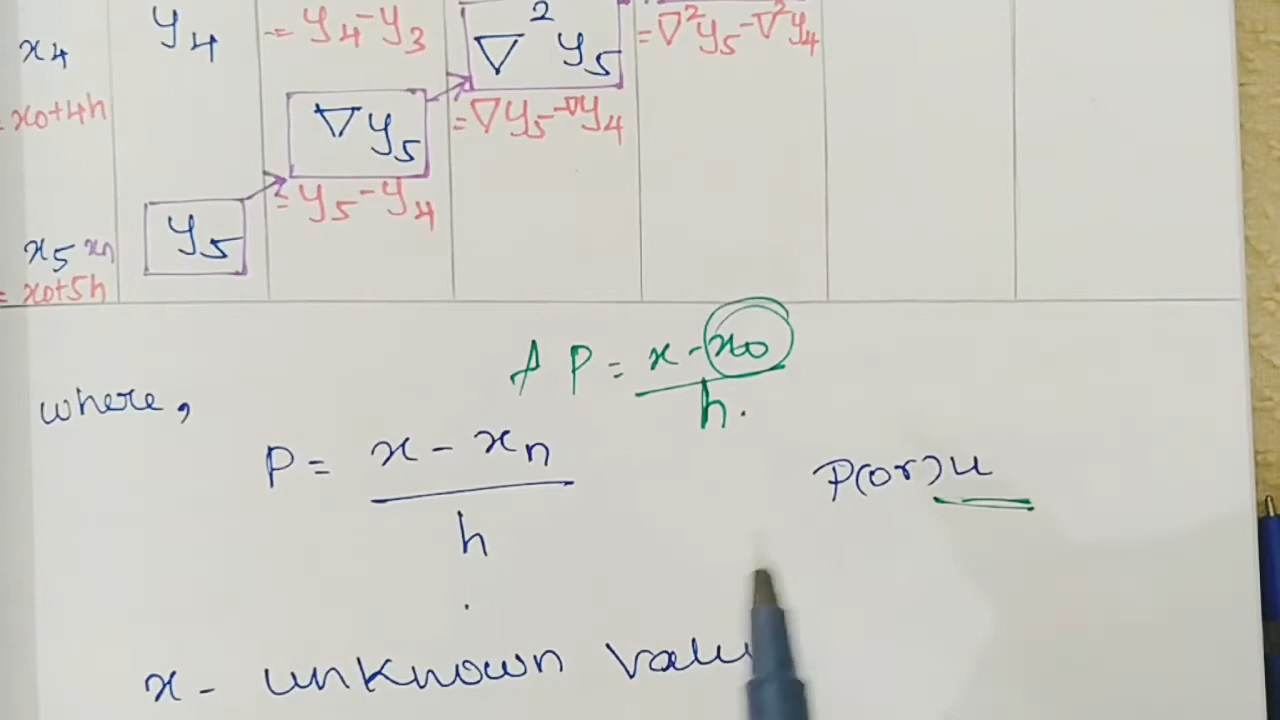 x4 y4 = y4-y3 ∇²y5 = ∇²y5-∇²y4
= x0+4h ∇y5 = ∇y5-∇y4
= y5-y4
x5 xn y5
= x0+5h
P = x-x0 / h.
where,
P = x - xn / h
P(or)u
x - unknown valu